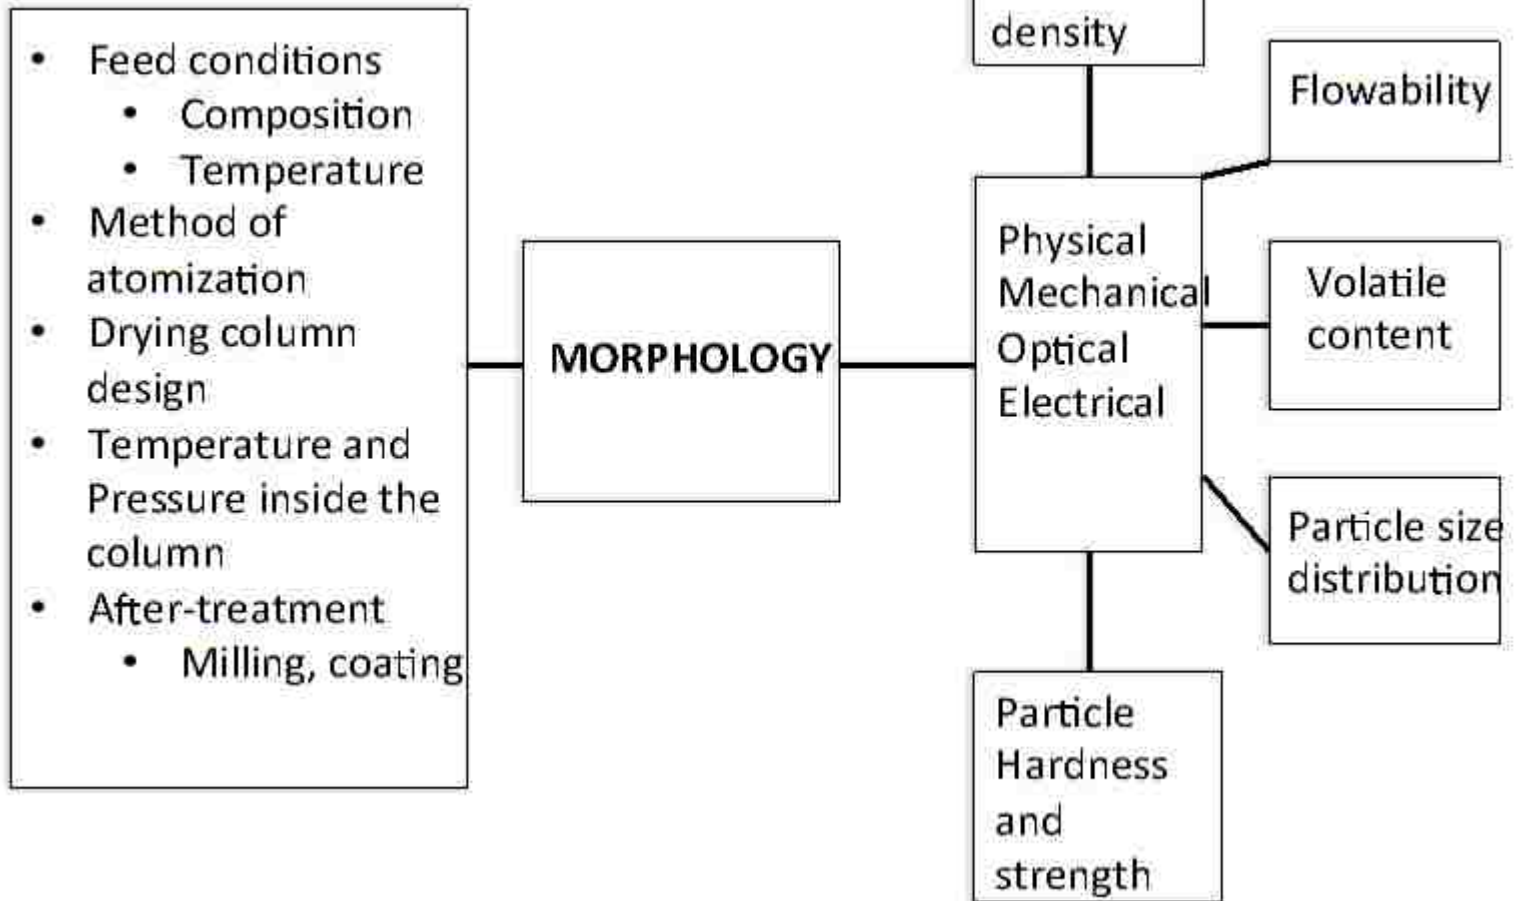 • Feed conditions
• Composition
• Temperature
• Method of
atomization
• Drying column
design
• Temperature and
Pressure inside the
column
• After-treatment
• Milling, coating
MORPHOLOGY
density
Physical
Mechanical
Optical
Electrical
Flowability
Volatile
content
Particle size
distribution
Particle
Hardness
and
strength